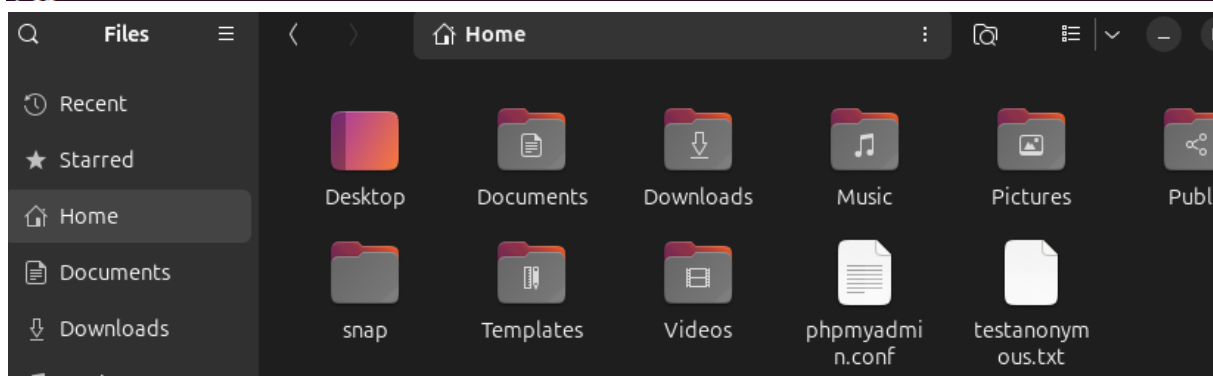 Files
Home
Recent
Starred
Home
Documents
Downloads
Desktop
Documents
Downloads
Music
Pictures
Publ
snap
Templates
Videos
phpmyadmi
n.conf
testanonym
ous.txt